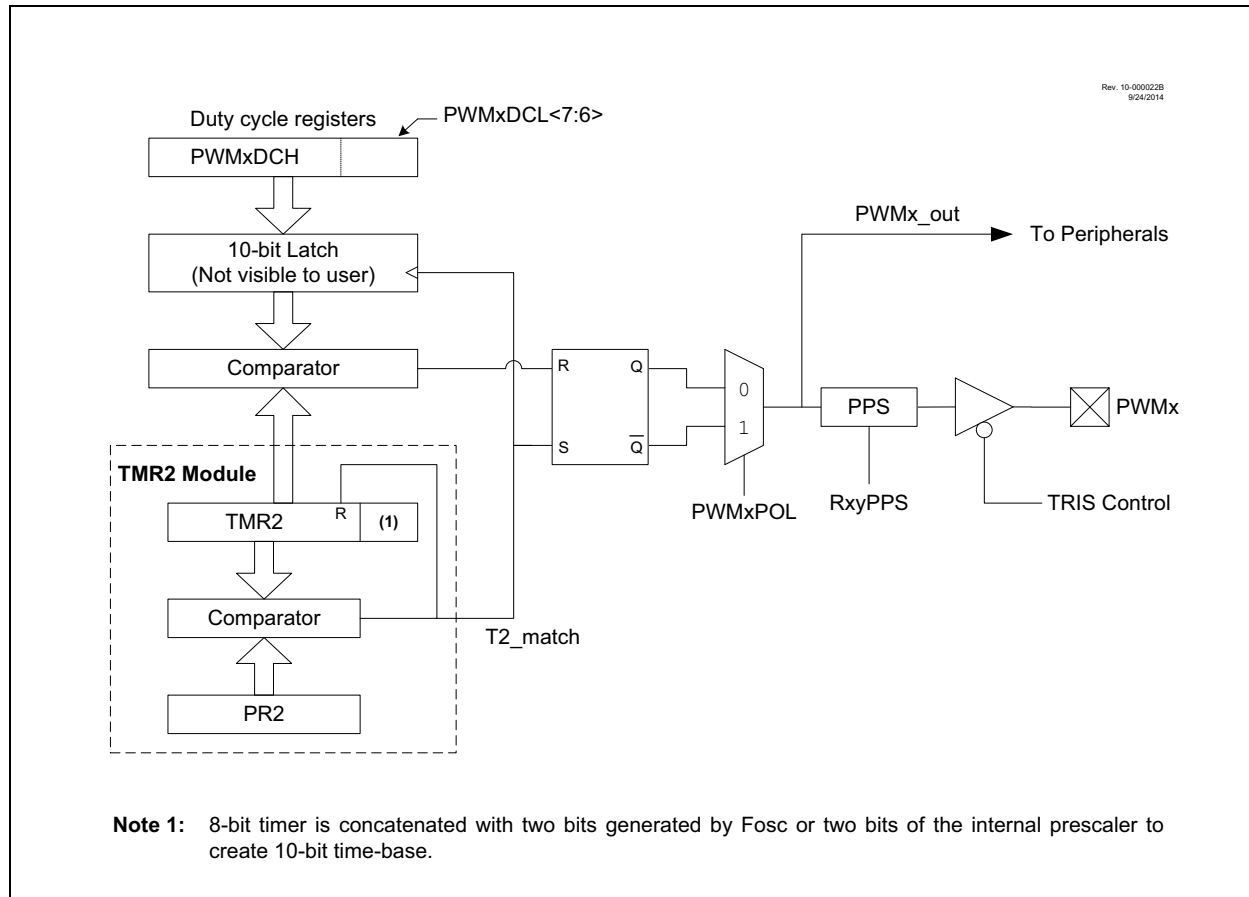 Rev. 10-000022B
9/24/2014
Duty cycle registers
PWMxDCL<7:6>
PWMxDCH
PWMx_out
To Peripherals
10-bit Latch
(Not visible to user)
Comparator
R
Q
S
Q̅
0
1
PPS
PWMx
TMR2 Module
PWMxPOL
RxyPPS
TRIS Control
TMR2
R
(1)
Comparator
T2_match
PR2
Note 1: 8-bit timer is concatenated with two bits generated by Fosc or two bits of the internal prescaler to
create 10-bit time-base.